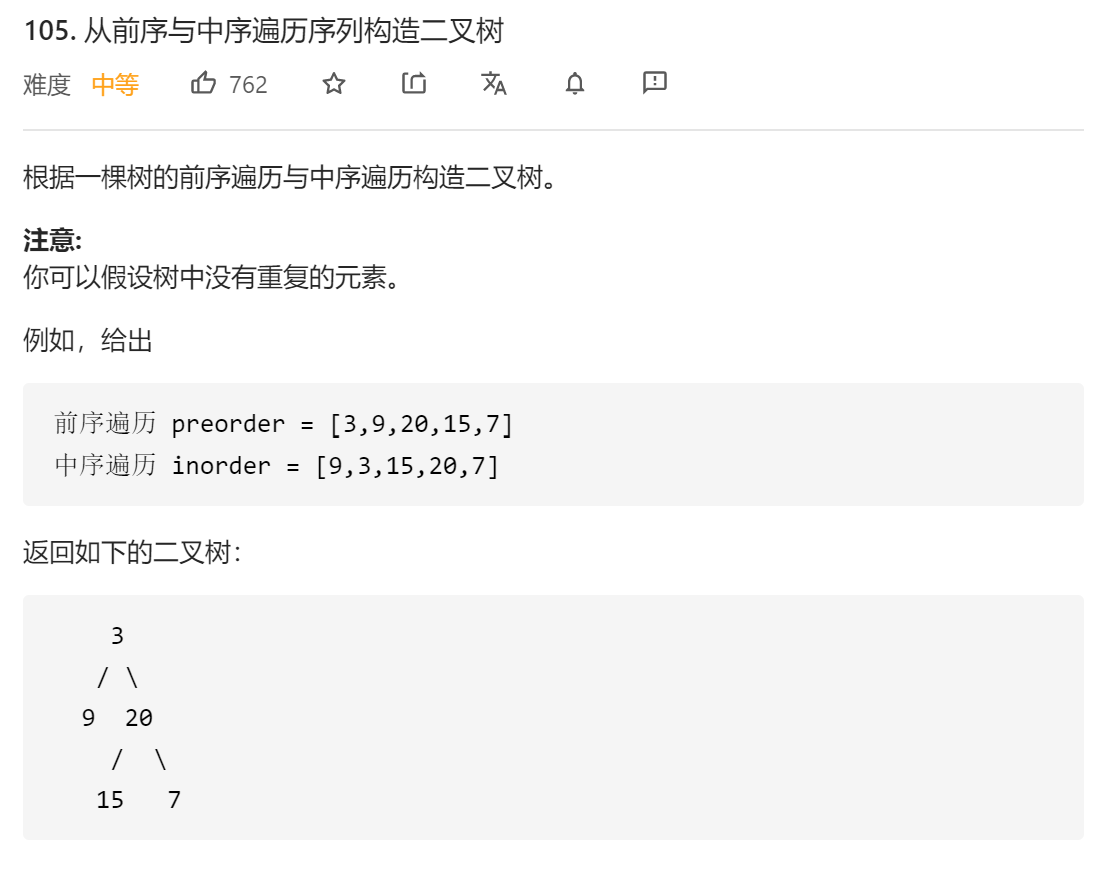 105. 从前序与中序遍历序列构造二叉树
难度 中等 762
根据一棵树的前序遍历与中序遍历构造二叉树。
注意:
你可以假设树中没有重复的元素。
例如，给出
前序遍历 preorder = [3,9,20,15,7]
中序遍历 inorder = [9,3,15,20,7]
返回如下的二叉树：
3
/ \
9 20
/ \
15 7